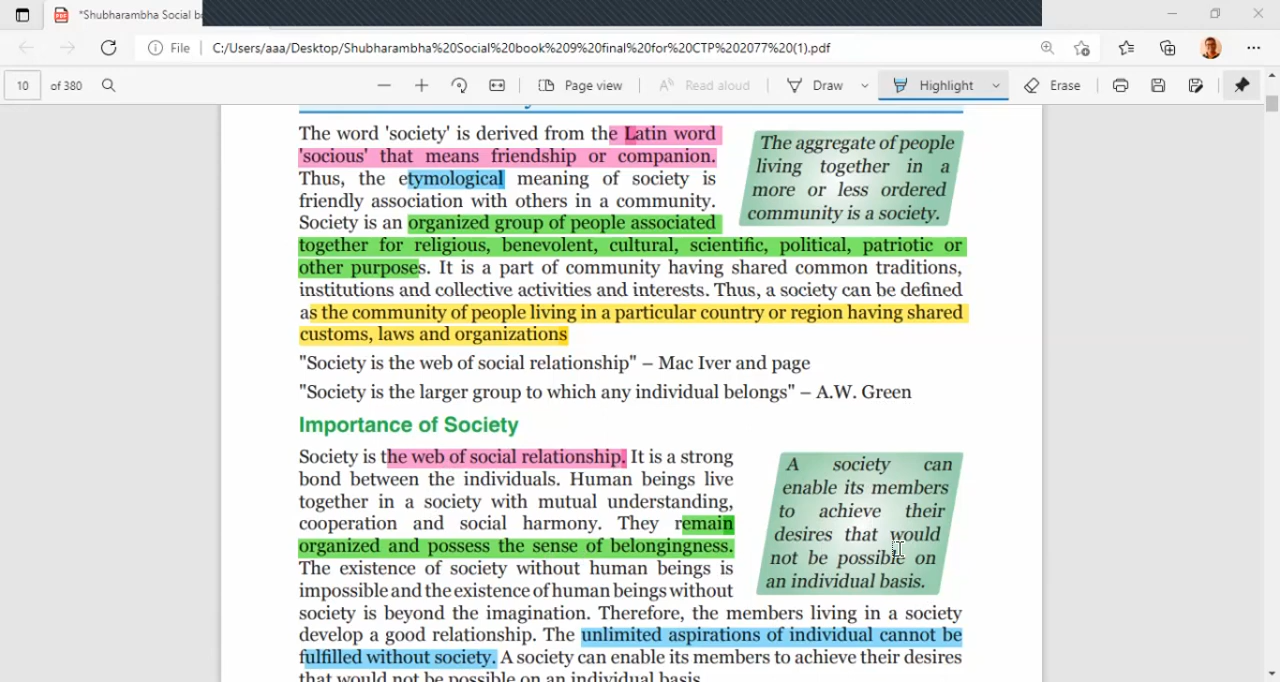 *Shubharambha Social b
File
C:/Users/aaa/Desktop/Shubharambha%20Social%20book%209%20final%20for%20CTP%202077%20(1).pdf
10 of 380
Page view
Read aloud
Draw
Highlight
Erase
The word 'society' is derived from the Latin word
'socious' that means friendship or companion.
Thus, the etymological meaning of society is
friendly association with others in a community.
Society is an organized group of people associated
together for religious, benevolent, cultural, scientific, political, patriotic or
other purposes. It is a part of community having shared common traditions,
institutions and collective activities and interests. Thus, a society can be defined
as the community of people living in a particular country or region having shared
customs, laws and organizations
The aggregate of people
living together in a
more or less ordered
community is a society.
"Society is the web of social relationship" – Mac Iver and page
"Society is the larger group to which any individual belongs" – A.W. Green
Importance of Society
Society is the web of social relationship. It is a strong
bond between the individuals. Human beings live
together in a society with mutual understanding,
cooperation and social harmony. They remain
organized and possess the sense of belongingness.
The existence of society without human beings is
impossible and the existence of human beings without
society is beyond the imagination. Therefore, the members living in a society
develop a good relationship. The unlimited aspirations of individual cannot be
fulfilled without society. A society can enable its members to achieve their desires
that would not be possible on an individual basis.
A society can
enable its members
to achieve their
desires that would
not be possible on
an individual basis.